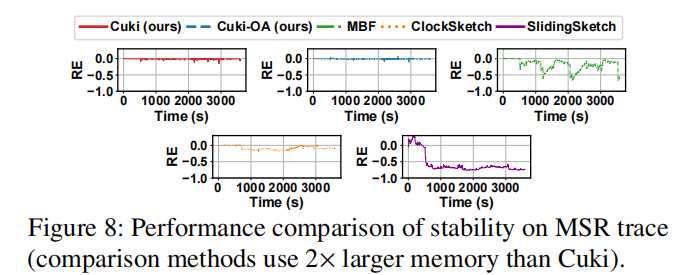 Cuki (ours) Cuki-OA (ours) MBF ClockSketch SlidingSketch
RE
0.0
−0.5
−1.0
0 1000 2000 3000
Time (s)
RE
0.0
−0.5
−1.0
0 1000 2000 3000
Time (s)
RE
0.0
−0.5
−1.0
0 1000 2000 3000
Time (s)
RE
0.0
−0.5
−1.0
0 1000 2000 3000
Time (s)
RE
0.0
−0.5
−1.0
0 1000 2000 3000
Time (s)
Figure 8: Performance comparison of stability on MSR trace
(comparison methods use 2× larger memory than Cuki).